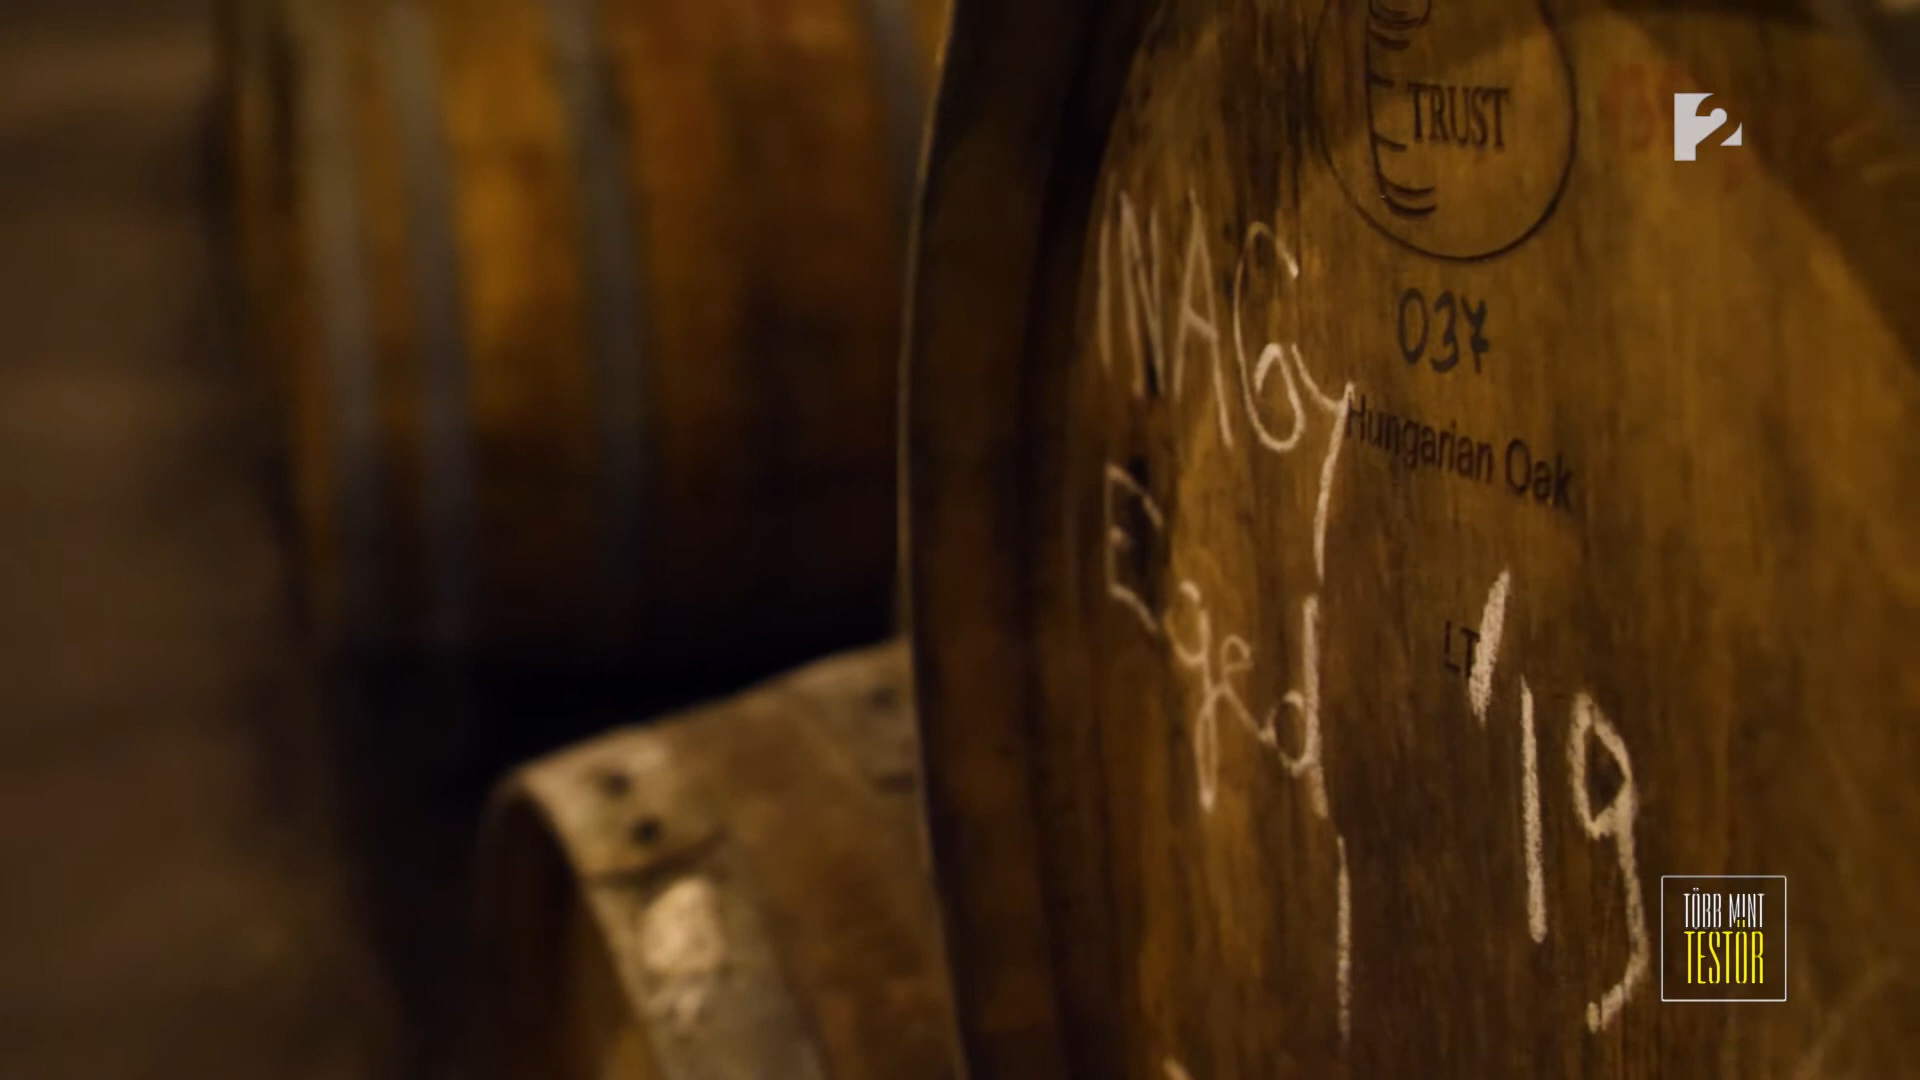 TRUST
2
037
NAGy
Hungarian Oak
Eged
LT
'19
TÖBB MINT
TESTŐR